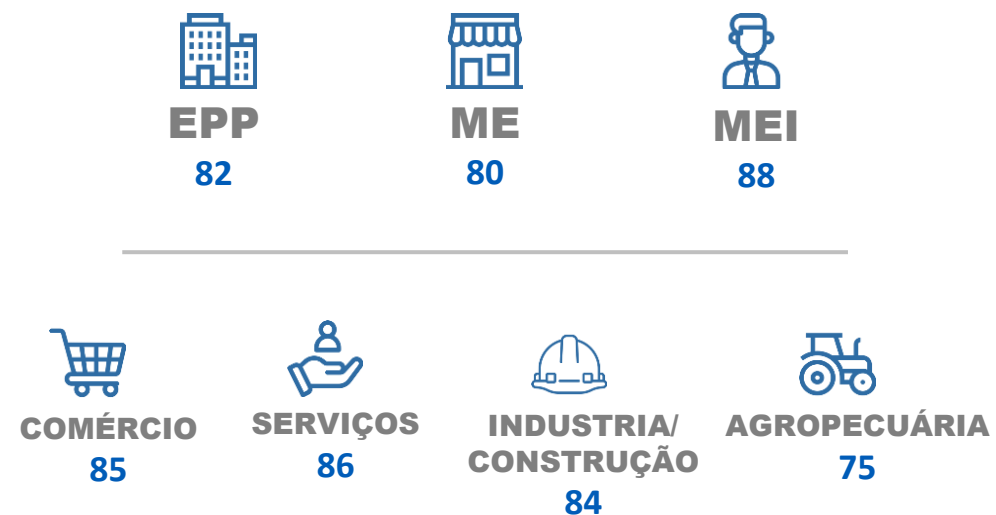 EPP
82
ME
80
MEI
88
COMÉRCIO
85
SERVIÇOS
86
INDUSTRIA/
CONSTRUÇÃO
84
AGROPECUÁRIA
75